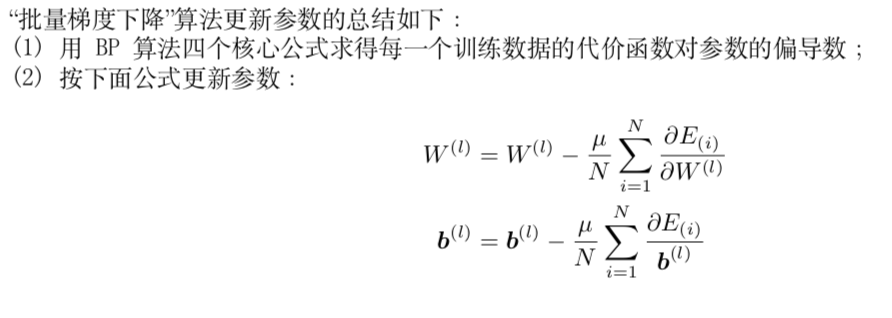 “批量梯度下降”算法更新参数的总结如下：
(1) 用 BP 算法四个核心公式求得每一个训练数据的代价函数对参数的偏导数；
(2) 按下面公式更新参数：
$W^{(l)} = W^{(l)} - \frac{\mu}{N} \sum_{i=1}^{N} \frac{\partial E_{(i)}}{\partial W^{(l)}}$
$\boldsymbol{b}^{(l)} = \boldsymbol{b}^{(l)} - \frac{\mu}{N} \sum_{i=1}^{N} \frac{\partial E_{(i)}}{\boldsymbol{b}^{(l)}}$